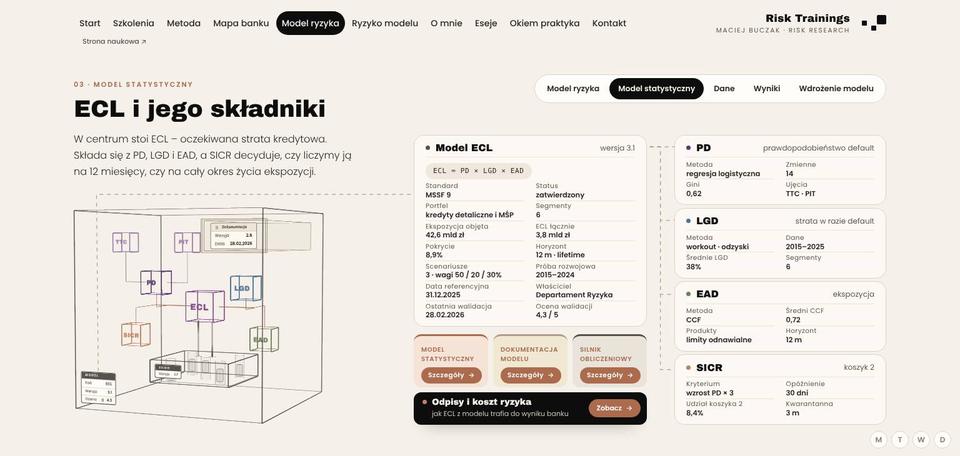 Start Szkolenia Metoda Mapa banku Model ryzyka Ryzyko modelu O mnie Eseje Okiem praktyka Kontakt
Strona naukowa ↗
Risk Trainings
MACIEJ BUCZAK · RISK RESEARCH
03 · MODEL STATYSTYCZNY
ECL i jego składniki
W centrum stoi ECL – oczekiwana strata kredytowa.
Składa się z PD, LGD i EAD, a SICR decyduje, czy liczymy ją
na 12 miesięcy, czy na cały okres życia ekspozycji.
Model ryzyka Model statystyczny Dane Wyniki Wdrożenie modelu
TTC
PIT
Dokumentacja
Wersja 2.6
Data 28.02.2026
PD
LGD
ECL
SICR
EAD
MODEL
SILNIK
Model ECL wersja 3.1
ECL = PD × LGD × EAD
Standard Status
MSSF 9 zatwierdzony
Portfel Segmenty
kredyty detaliczne i MŚP 6
Ekspozycja objęta ECL łącznie
42,6 mld zł 3,8 mld zł
Pokrycie Horyzont
8,9% 12 m · lifetime
Scenariusze Próba rozwojowa
3 · wagi 50 / 20 / 30% 2015–2024
Data referencyjna Właściciel
31.12.2025 Departament Ryzyka
Ostatnia walidacja Ocena walidacji
28.02.2026 4,3 / 5
MODEL
STATYSTYCZNY
Szczegóły →
DOKUMENTACJA
MODELU
Szczegóły →
SILNIK
OBLICZENIOWY
Szczegóły →
Odpisy i koszt ryzyka
jak ECL z modelu trafia do wyniku banku
Zobacz →
PD prawdopodobieństwo default
Metoda Zmienne
regresja logistyczna 14
Gini Ujęcia
0,62 TTC · PIT
LGD strata w razie default
Metoda Dane
workout · odzyski 2015–2025
Średnie LGD Segmenty
38% 6
EAD ekspozycja
Metoda Średni CCF
CCF 0,72
Produkty Horyzont
limity odnawialne 12 m
SICR koszyk 2
Kryterium Opóźnienie
wzrost PD × 3 30 dni
Udział koszyka 2 Kwarantanna
8,4% 3 m
M T W D